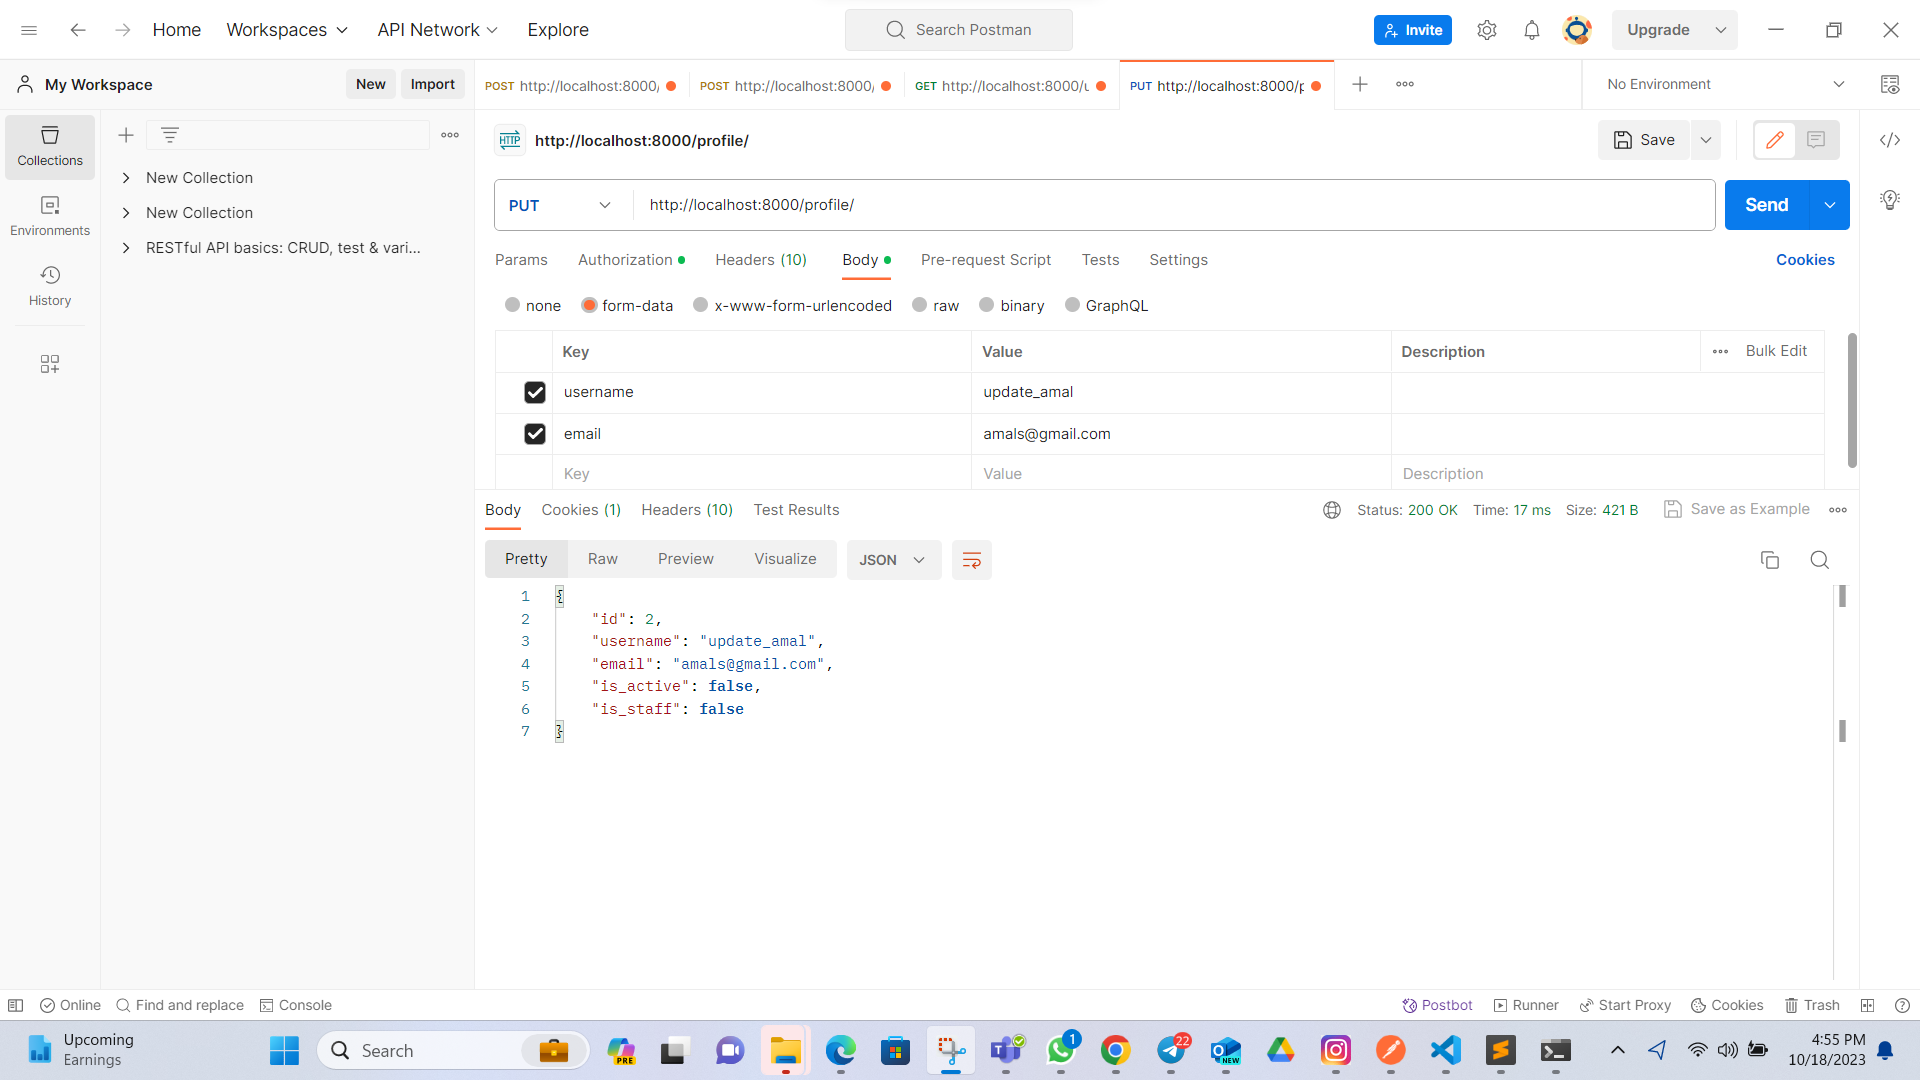 Home
Workspaces
API Network
Explore
Search Postman
Invite
Upgrade
My Workspace
New
Import
POST http://localhost:8000/
POST http://localhost:8000/
GET http://localhost:8000/u
PUT http://localhost:8000/p
No Environment
Collections
Environments
History
New Collection
New Collection
RESTful API basics: CRUD, test & vari...
HTTP
http://localhost:8000/profile/
Save
PUT
http://localhost:8000/profile/
Send
Params
Authorization
Headers (10)
Body
Pre-request Script
Tests
Settings
Cookies
none
form-data
x-www-form-urlencoded
raw
binary
GraphQL
Key
Value
Description
Bulk Edit
username
update_amal
email
amals@gmail.com
Key
Value
Description
Body
Cookies (1)
Headers (10)
Test Results
Status: 200 OK
Time: 17 ms
Size: 421 B
Save as Example
Pretty
Raw
Preview
Visualize
JSON
1 {
2 "id": 2,
3 "username": "update_amal",
4 "email": "amals@gmail.com",
5 "is_active": false,
6 "is_staff": false
7 }
Online
Find and replace
Console
Postbot
Runner
Start Proxy
Cookies
Trash
Upcoming
Earnings
Search
PRE
1
22
NEW
4:55 PM
10/18/2023